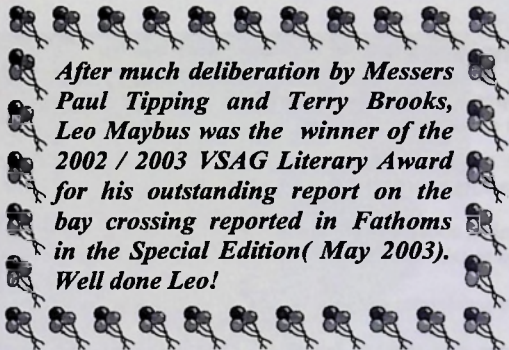 After much deliberation by Messers
Paul Tipping and Terry Brooks,
Leo Maybus was the winner of the
2002 / 2003 VSAG Literary Award
for his outstanding report on the
bay crossing reported in Fathoms
in the Special Edition( May 2003).
Well done Leo!